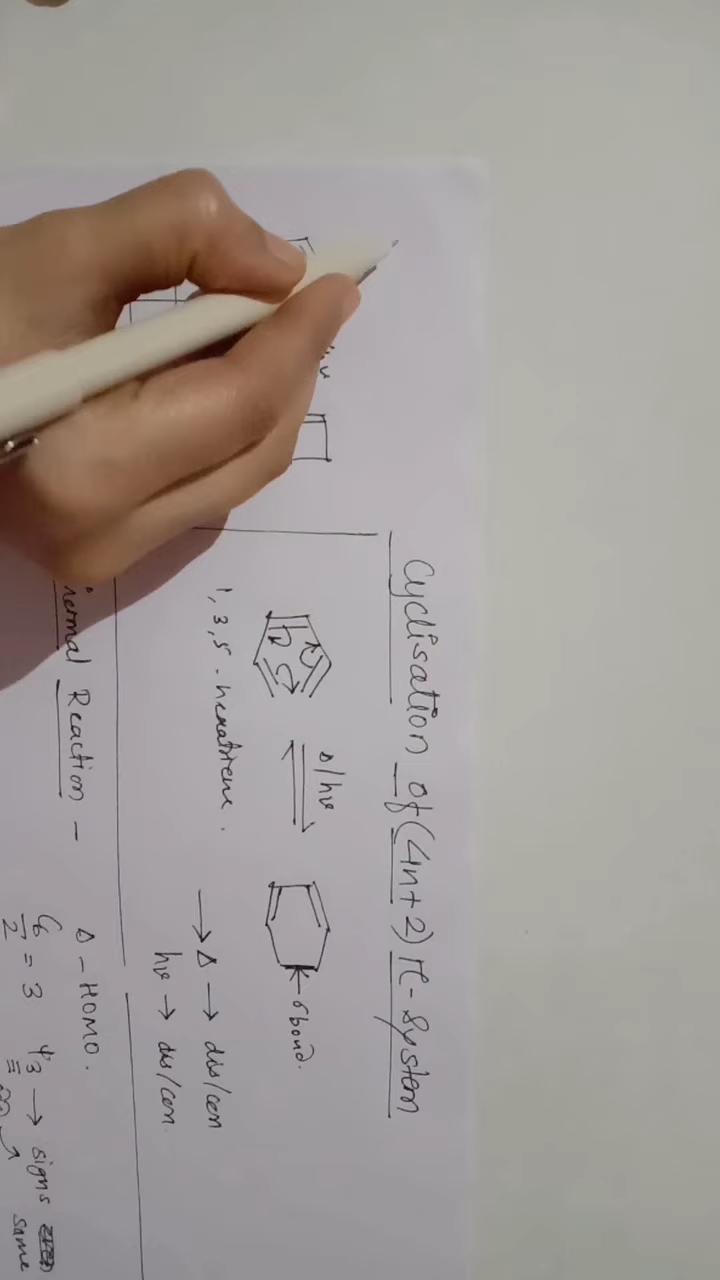 Cyclisation of (4n+2) π-System
Δ/hν
σ bond.
1, 3, 5 - hexatriene.
→ Δ → dis/con
hν → dis/con.
Reaction –
Δ – HOMO.
6/2 = 3 ψ3 → signs
same